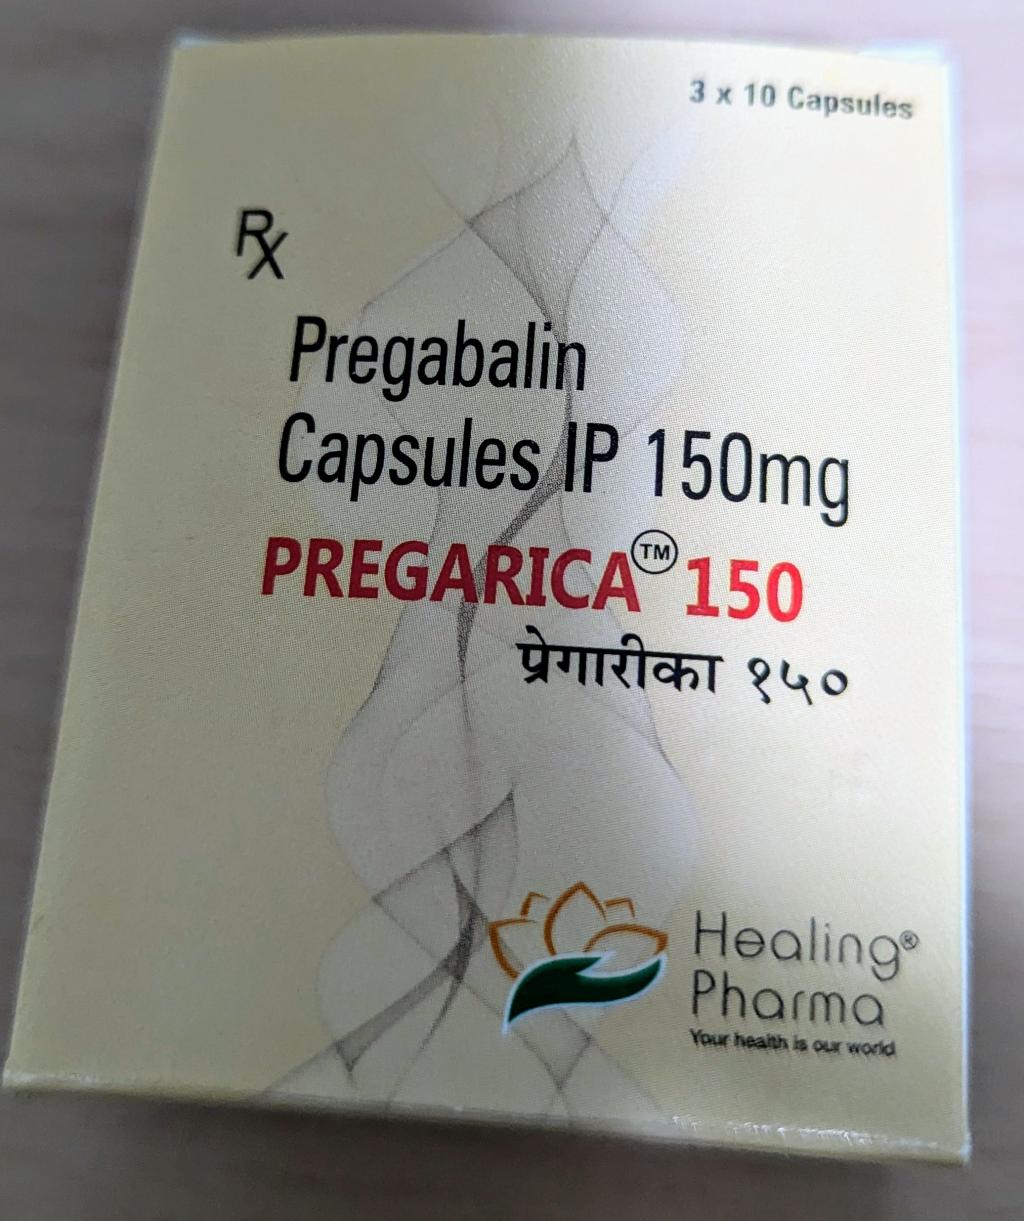 3 x 10 Capsules
Rx
Pregabalin
Capsules IP 150mg
PREGARICA™ 150
प्रेगारीका १५०
Healing®
Pharma
Your health is our world